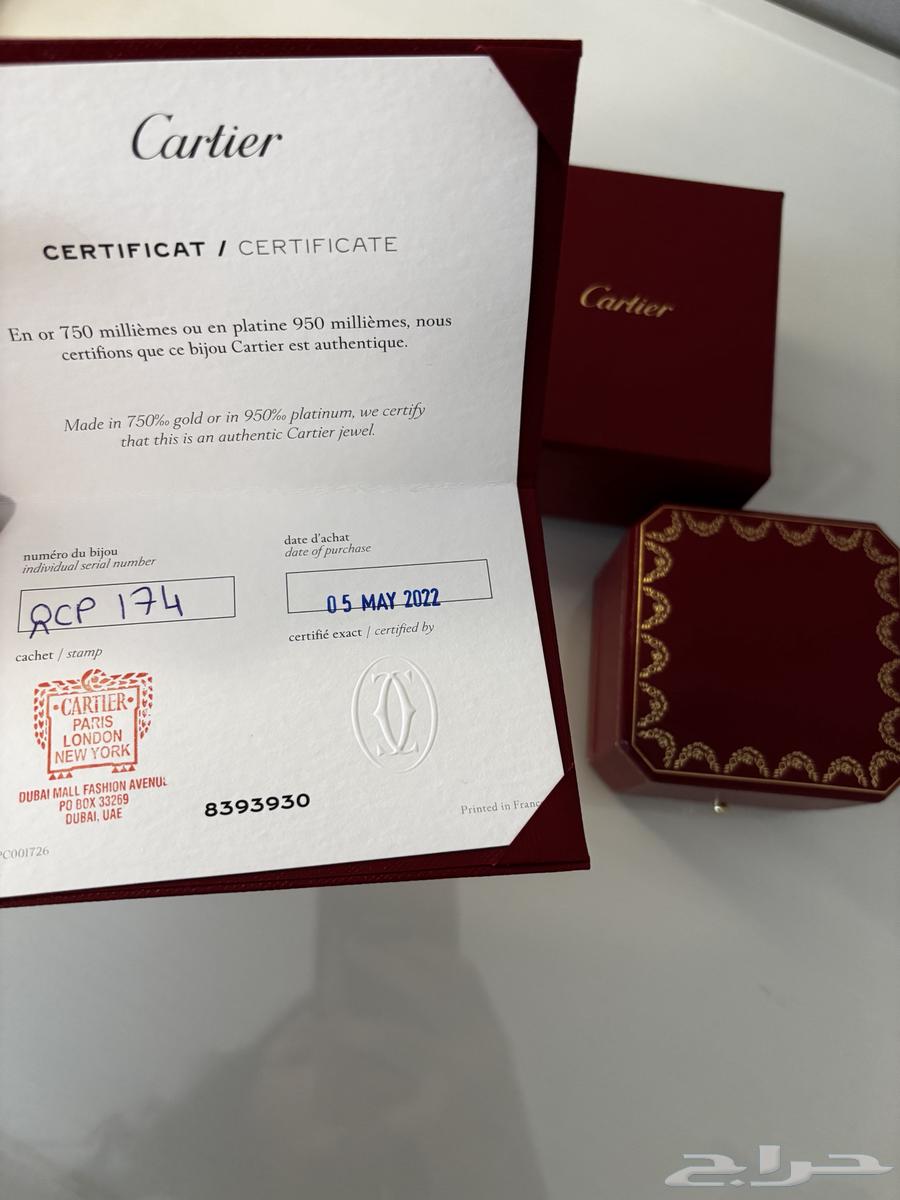 Cartier
CERTIFICAT / CERTIFICATE
En or 750 millièmes ou en platine 950 millièmes, nous
certifions que ce bijou Cartier est authentique.
Made in 750‰ gold or in 950‰ platinum, we certify
that this is an authentic Cartier jewel.
numéro du bijou
individual serial number
174
date d'achat
date of purchase
05 MAY 2022
cachet / stamp
certifié exact / certified by
CARTIER
PARIS
LONDON
NEW YORK
DUBAI MALL FASHION AVENUE
PO BOX 33269
DUBAI, UAE
8393930
Printed in Franc
PC001726
Cartier
حراج